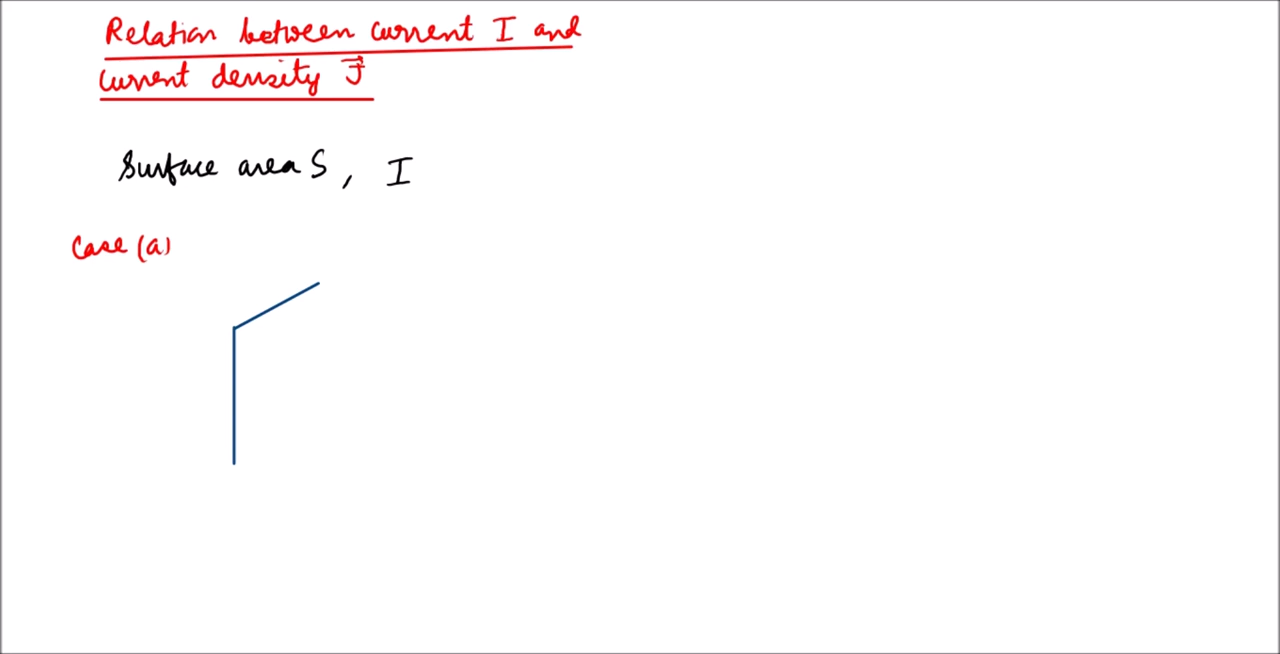 Relation between current I and
current density J⃗
Surface area S, I
Case (a)